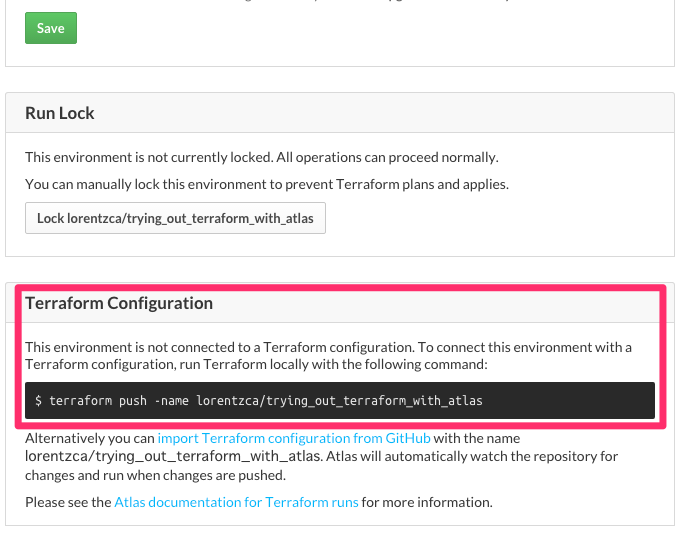 Save
Run Lock
This environment is not currently locked. All operations can proceed normally.
You can manually lock this environment to prevent Terraform plans and applies.
Lock lorentzca/trying_out_terraform_with_atlas
Terraform Configuration
This environment is not connected to a Terraform configuration. To connect this environment with a
Terraform configuration, run Terraform locally with the following command:
$ terraform push -name lorentzca/trying_out_terraform_with_atlas
Alternatively you can import Terraform configuration from GitHub with the name
lorentzca/trying_out_terraform_with_atlas. Atlas will automatically watch the repository for
changes and run when changes are pushed.
Please see the Atlas documentation for Terraform runs for more information.